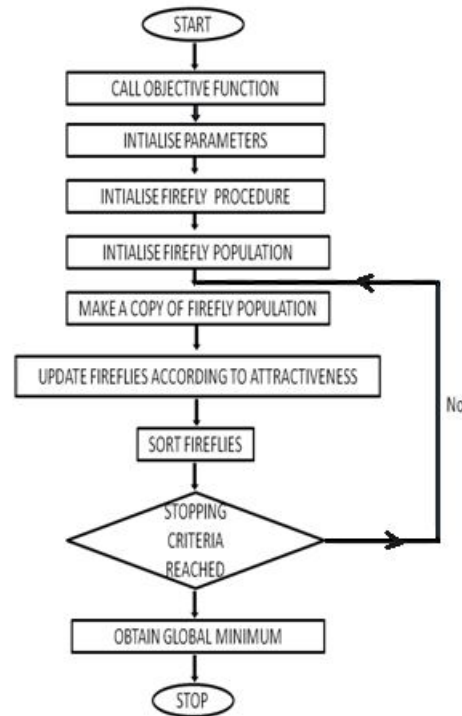 START
CALL OBJECTIVE FUNCTION
INTIALISE PARAMETERS
INTIALISE FIREFLY PROCEDURE
INTIALISE FIREFLY POPULATION
MAKE A COPY OF FIREFLY POPULATION
UPDATE FIREFLIES ACCORDING TO ATTRACTIVENESS
No
SORT FIREFLIES
STOPPING
CRITERIA
REACHED
OBTAIN GLOBAL MINIMUM
STOP